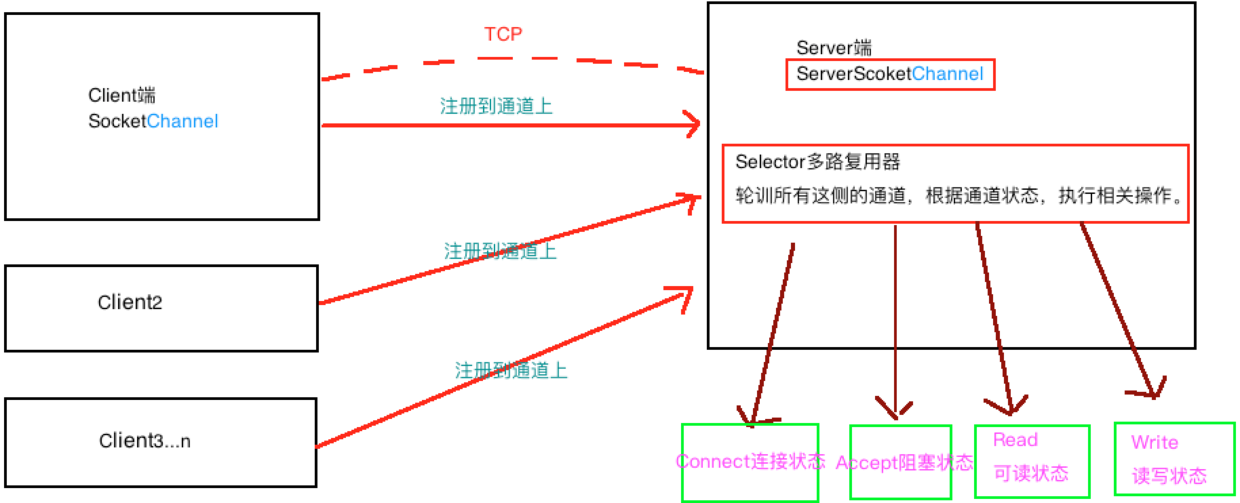 TCP
Client端
SocketChannel
注册到通道上
Server端
ServerScoketChannel
Selector多路复用器
轮训所有这侧的通道，根据通道状态，执行相关操作。
Client2
注册到通道上
Client3...n
注册到通道上
Connect连接状态
Accept阻塞状态
Read
可读状态
Write
读写状态